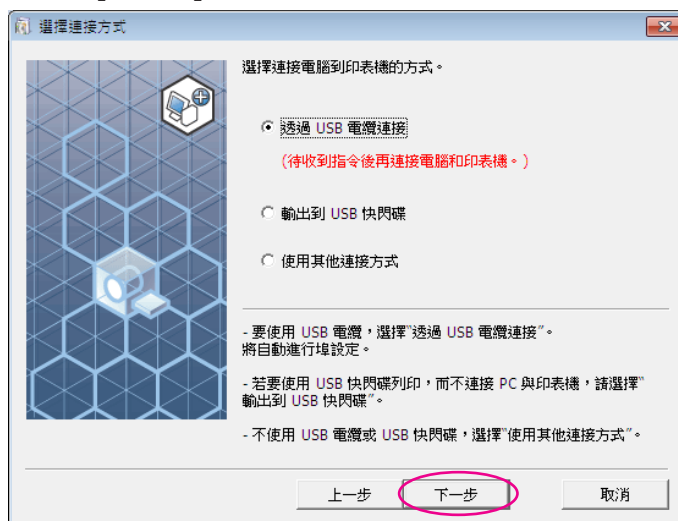 選擇連接方式
選擇連接電腦到印表機的方式。
透過 USB 電纜連接
(待收到指令後再連接電腦和印表機。)
輸出到 USB 快閃碟
使用其他連接方式
- 要使用 USB 電纜，選擇"透過 USB 電纜連接"。
將自動進行埠設定。
- 若要使用 USB 快閃碟列印，而不連接 PC 與印表機，請選擇"
輸出到 USB 快閃碟"。
- 不使用 USB 電纜或 USB 快閃碟，選擇"使用其他連接方式"。
上一步 下一步 取消